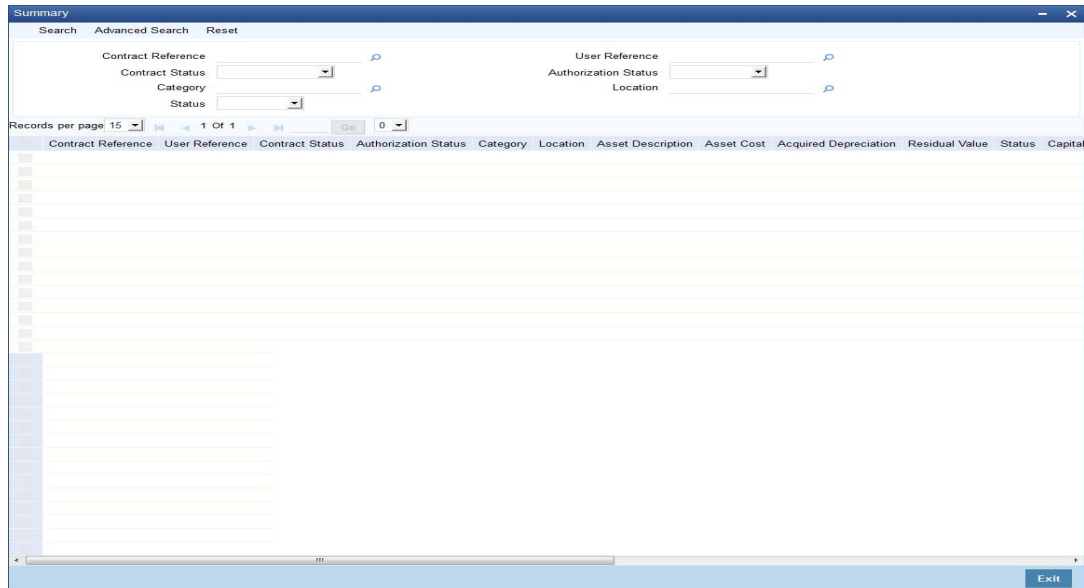 Summary
Search Advanced Search Reset
Contract Reference User Reference
Contract Status Authorization Status
Category Location
Status
Records per page 15 1 Of 1 Go 0
Contract Reference User Reference Contract Status Authorization Status Category Location Asset Description Asset Cost Acquired Depreciation Residual Value Status Capital
Exit